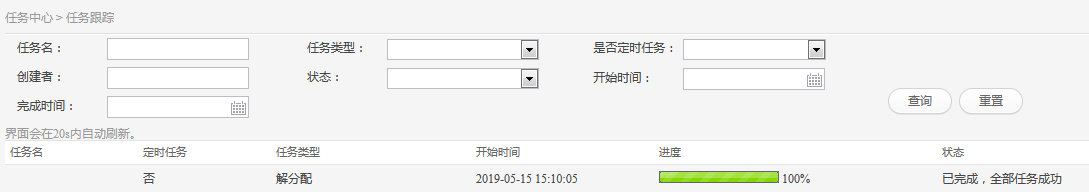 任务中心 > 任务跟踪
任务名： 任务类型： 是否定时任务：
创建者： 状态： 开始时间：
完成时间： 查询 重置
界面会在20s内自动刷新。
任务名 定时任务 任务类型 开始时间 进度 状态
否 解分配 2019-05-15 15:10:05 100% 已完成，全部任务成功